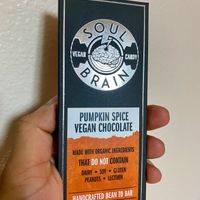 SOUL
VEGAN CANDY
BRAIN
PUMPKIN SPICE
VEGAN CHOCOLATE
MADE WITH ORGANIC INGREDIENTS
THAT DO NOT CONTAIN
DAIRY • SOY • GLUTEN
PEANUTS • LECITHIN
HANDCRAFTED BEAN TO BAR